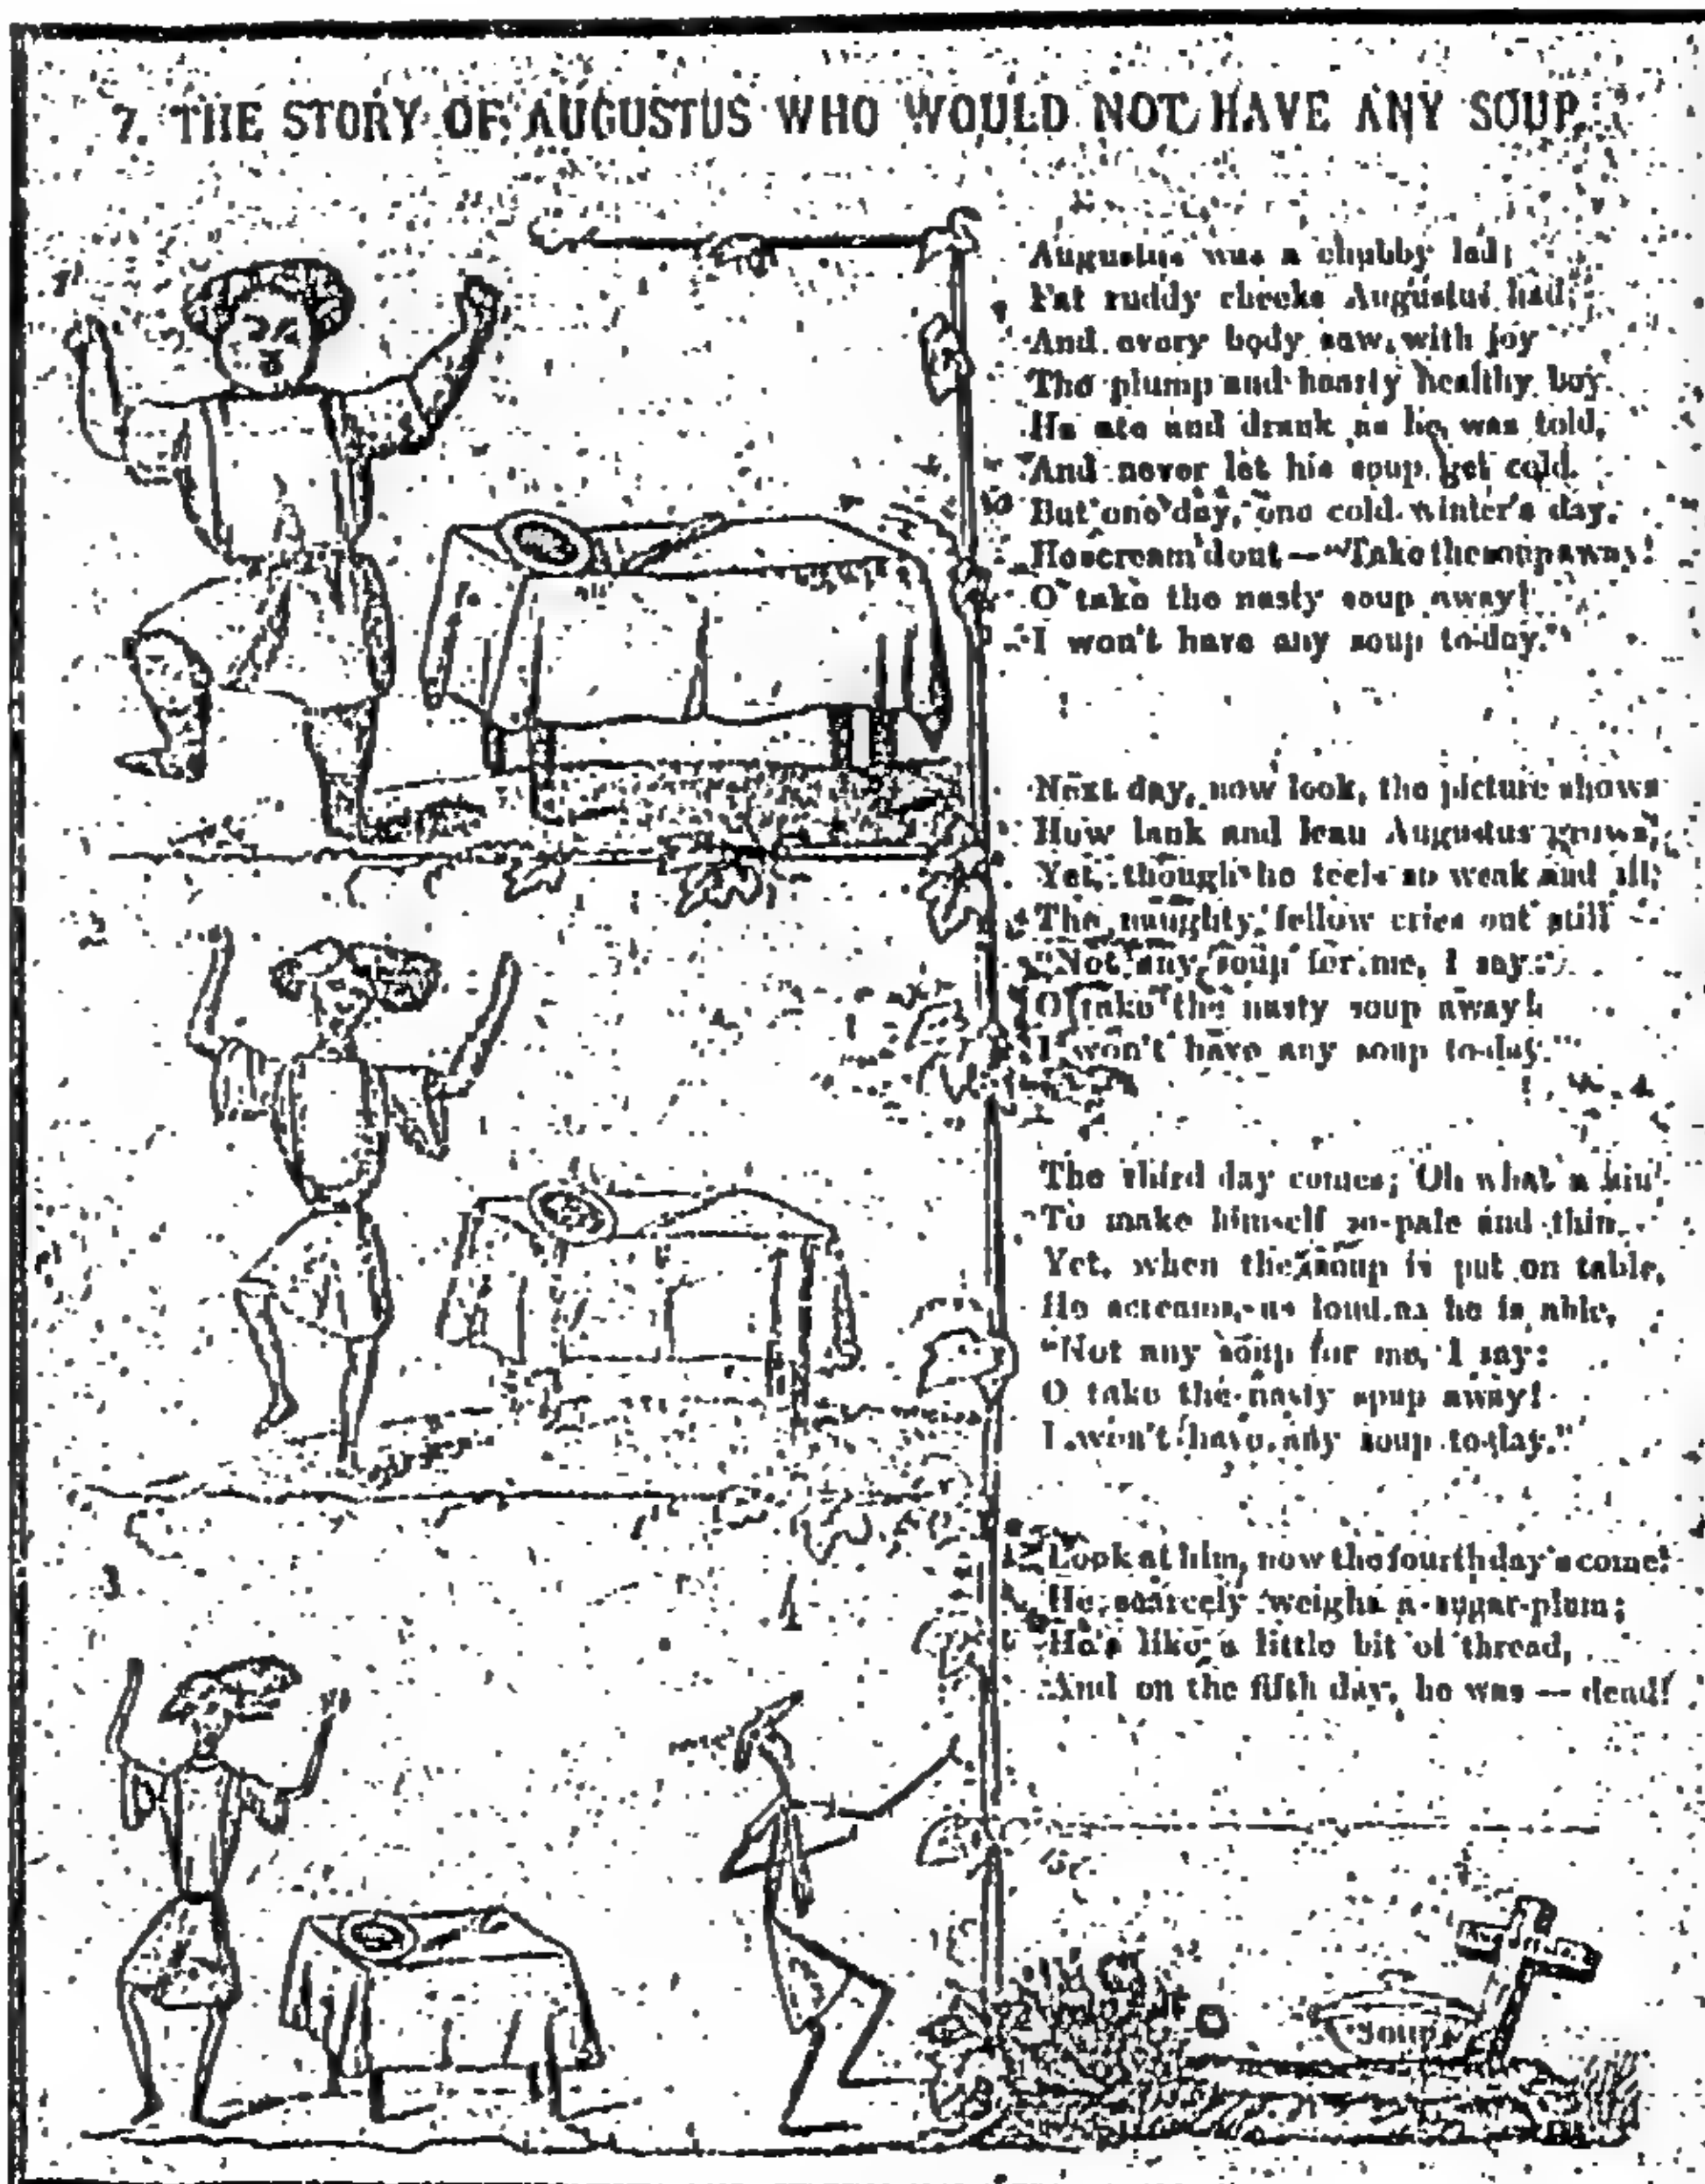 7. THE STORY OF AUGUSTUS WHO WOULD NOT HAVE ANY SOUP.
Augustus was a chubby lad;
Fat ruddy cheeks Augustus had;
And every body saw with joy
The plump and hearty healthy boy.
He ate and drank as he was told,
And never let his soup get cold.
But one day, one cold winter's day,
He scream'd out — "Take the soup away!
O take the nasty soup away!
I won't have any soup to-day."
Next day, now look, the picture shows
How lank and lean Augustus grows!
Yet, though he feels so weak and ill,
The naughty fellow cries out still —
"Not any soup for me, I say:
O take the nasty soup away!
I won't have any soup to-day."
The third day comes; Oh what a sin!
To make himself so pale and thin.
Yet, when the soup is put on table,
He screams, as loud as he is able,
"Not any soup for me, I say:
O take the nasty soup away!
I won't have any soup to-day."
Look at him, now the fourth day's come!
He scarcely weighs a sugar-plum;
He's like a little bit of thread,
And on the fifth day, he was — dead!
1
2
3
4
5
Augustus
Soup